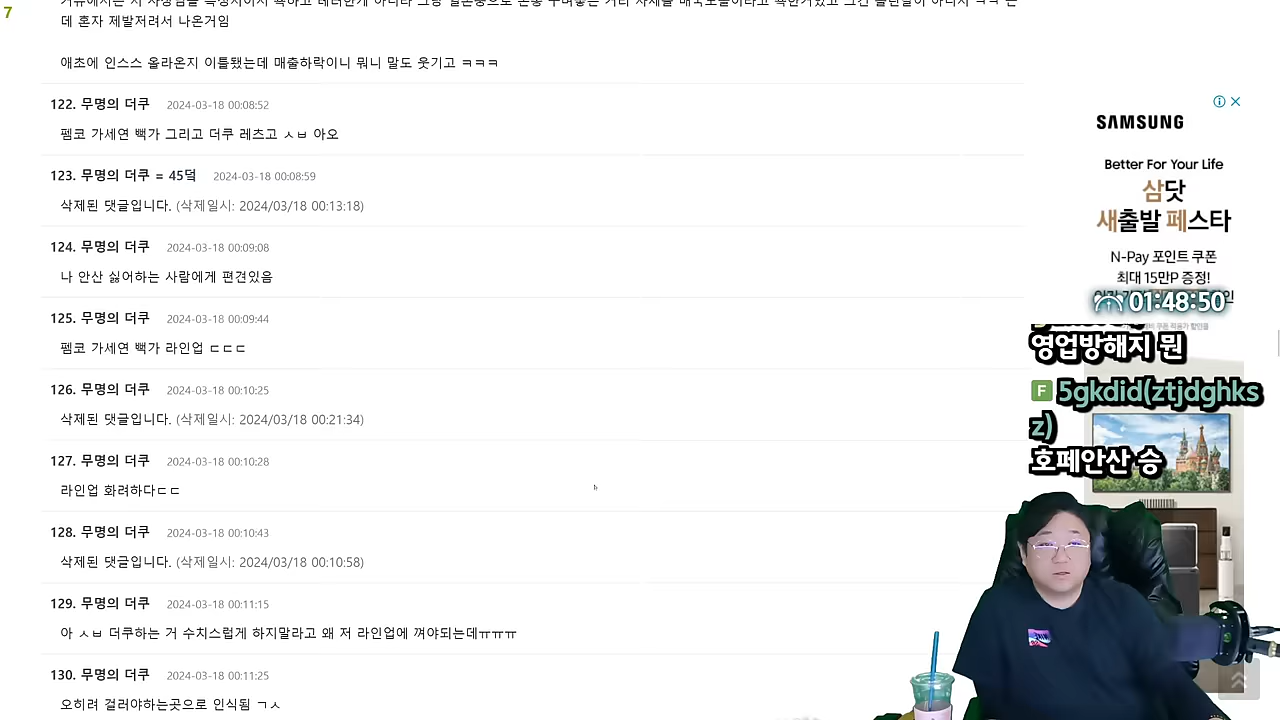 7
데 혼자 제발저려서 나온거임
애초에 인스스 올라온지 이틀됐는데 매출하락이니 뭐니 말도 웃기고 ㅋㅋㅋ
122. 무명의 더쿠 2024-03-18 00:08:52
펨코 가세연 빽가 그리고 더쿠 레츠고 ㅅㅂ 아오
123. 무명의 더쿠 = 45덬 2024-03-18 00:08:59
삭제된 댓글입니다. (삭제일시: 2024/03/18 00:13:18)
124. 무명의 더쿠 2024-03-18 00:09:08
나 안산 싫어하는 사람에게 편견있음
125. 무명의 더쿠 2024-03-18 00:09:44
펨코 가세연 빽가 라인업 ㄷㄷㄷ
126. 무명의 더쿠 2024-03-18 00:10:25
삭제된 댓글입니다. (삭제일시: 2024/03/18 00:21:34)
127. 무명의 더쿠 2024-03-18 00:10:28
라인업 화려하다ㄷㄷ
128. 무명의 더쿠 2024-03-18 00:10:43
삭제된 댓글입니다. (삭제일시: 2024/03/18 00:10:58)
129. 무명의 더쿠 2024-03-18 00:11:15
아 ㅅㅂ 더쿠하는 거 수치스럽게 하지말라고 왜 저 라인업에 껴야되는데ㅠㅠㅠ
130. 무명의 더쿠 2024-03-18 00:11:25
오히려 걸러야하는곳으로 인식됨 ㄱㅅ
SAMSUNG
Better For Your Life
삼닷
새출발 페스타
N-Pay 포인트 쿠폰
최대 15만P 증정!
01:48:50
영업방해지 뭔
F 5gkdid(ztjdghks
z)
호페안산 승